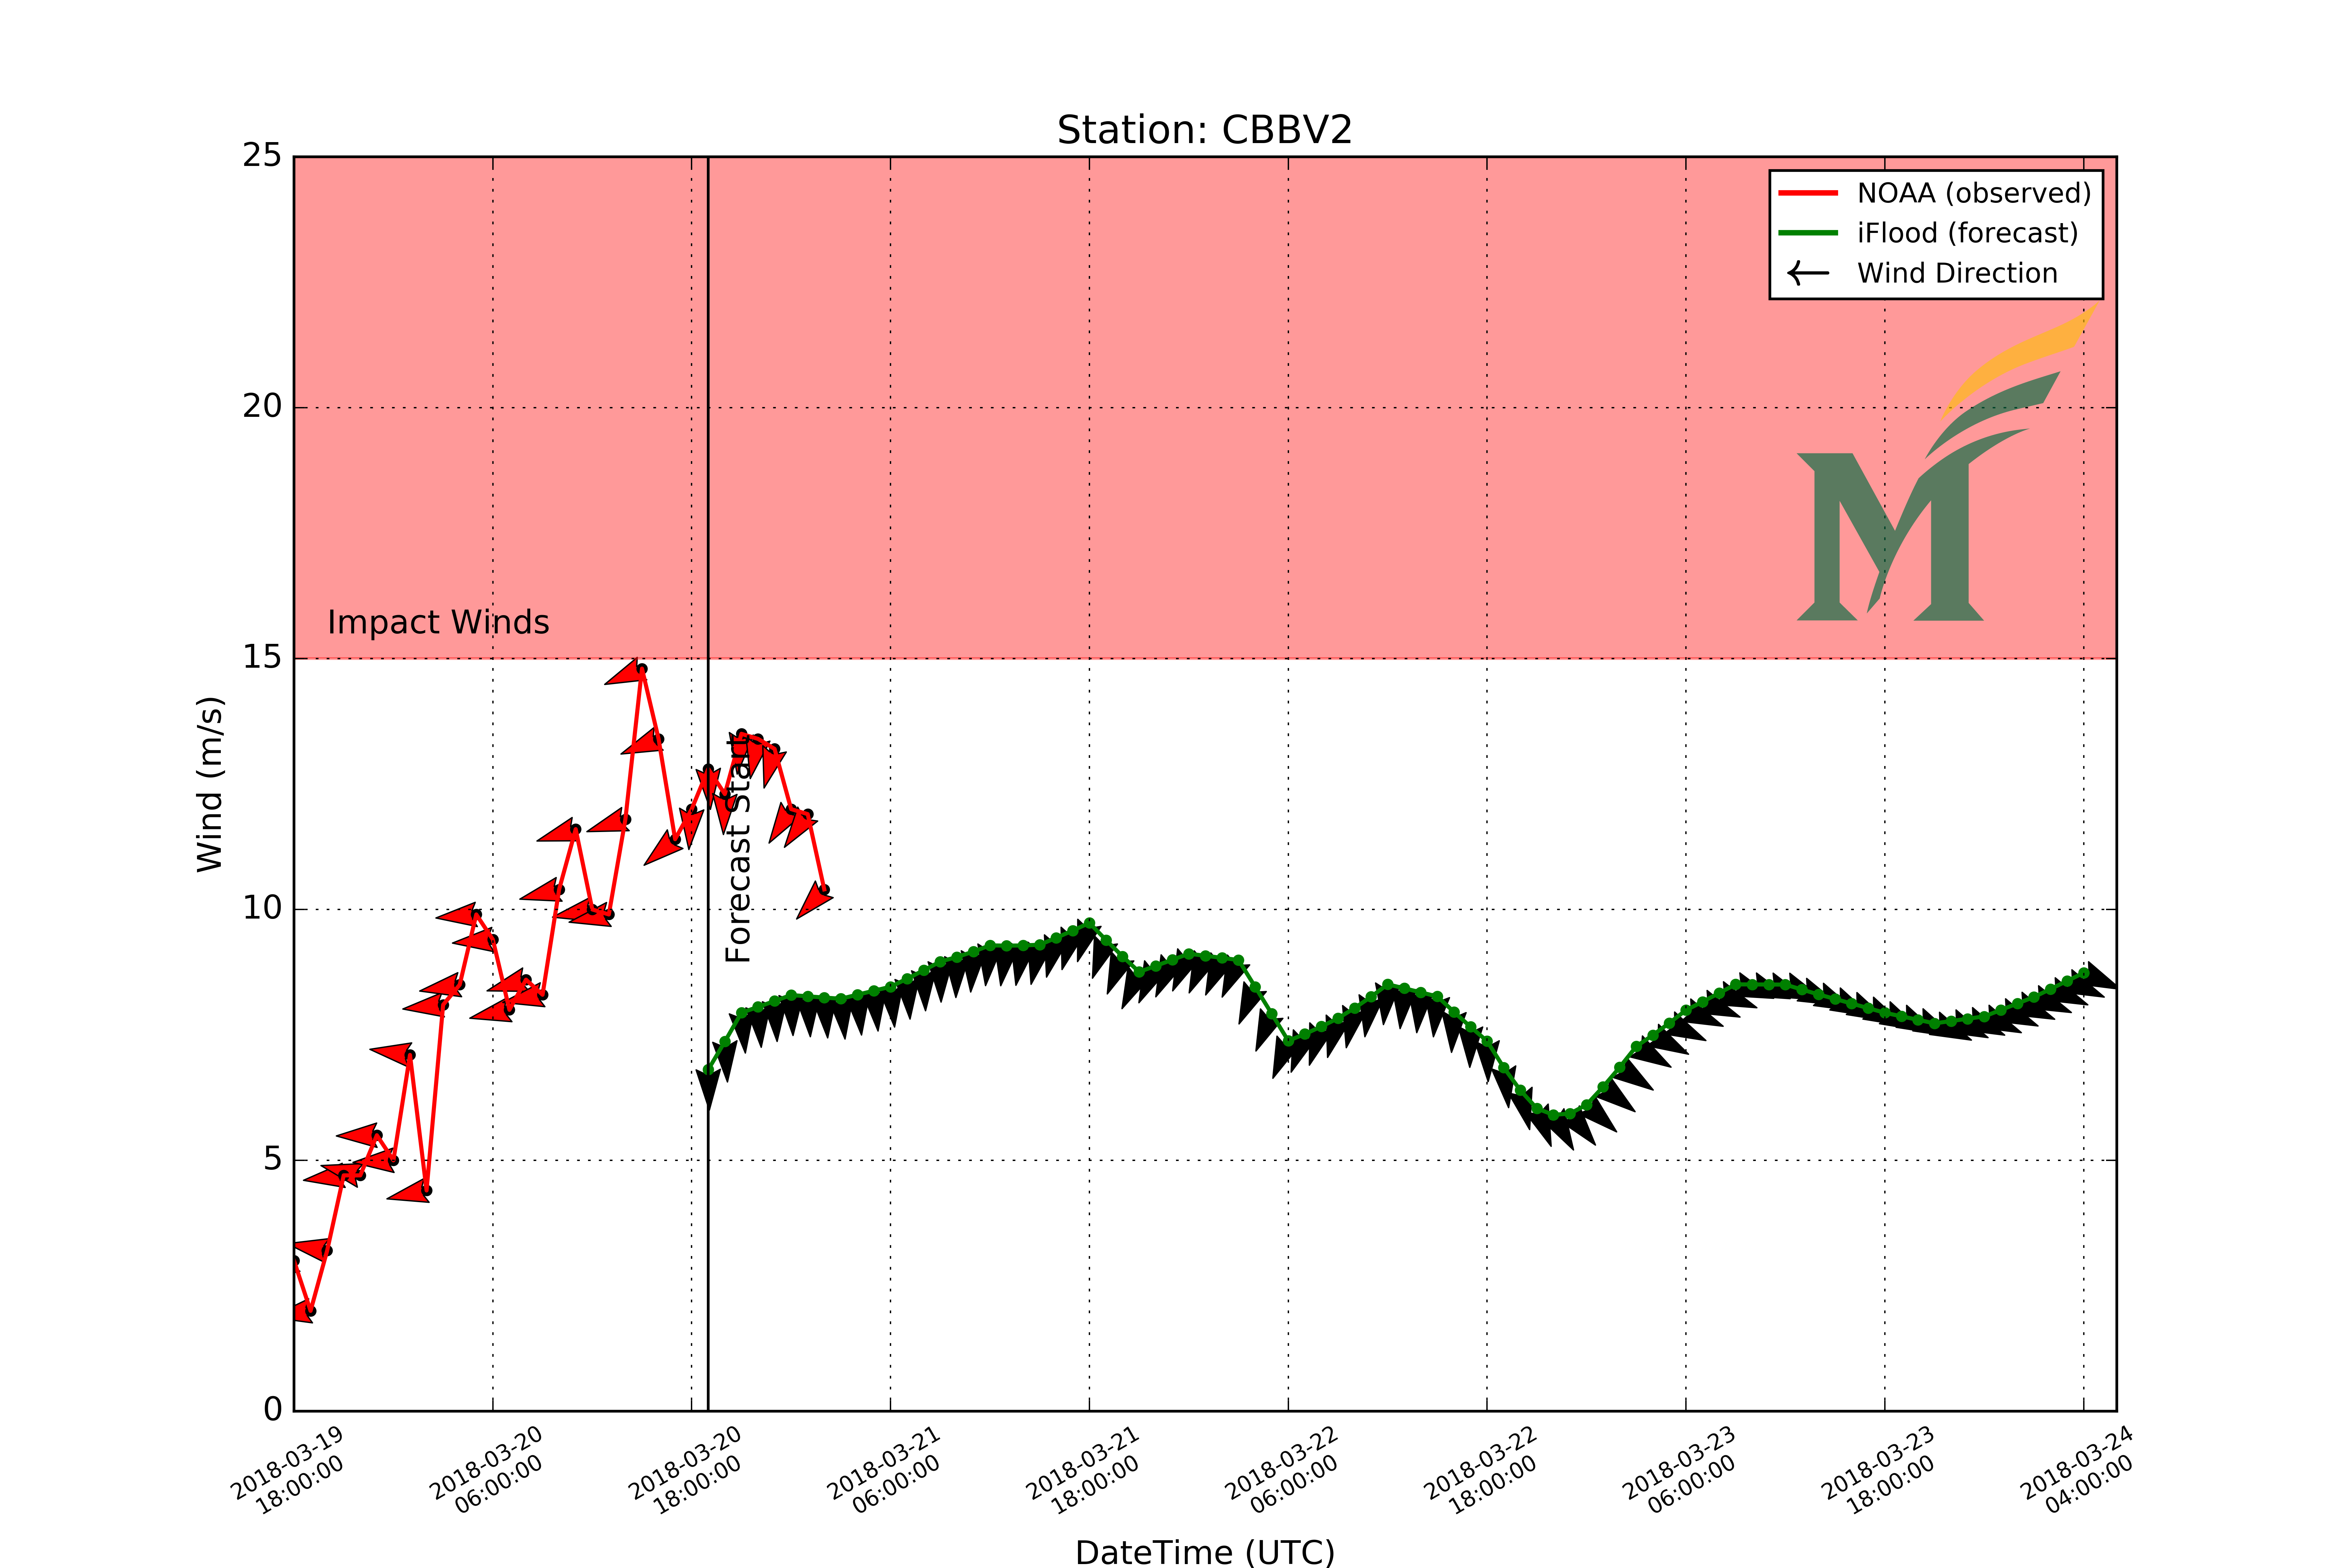 Station: CBBV2
25
20
15
10
5
0
Wind (m/s)
NOAA (observed)
iFlood (forecast)
Wind Direction
M
Impact Winds
Forecast Start
2018-03-19
18:00:00
2018-03-20
06:00:00
2018-03-20
18:00:00
2018-03-21
06:00:00
2018-03-21
18:00:00
2018-03-22
06:00:00
2018-03-22
18:00:00
2018-03-23
06:00:00
2018-03-23
18:00:00
2018-03-24
04:00:00
DateTime (UTC)